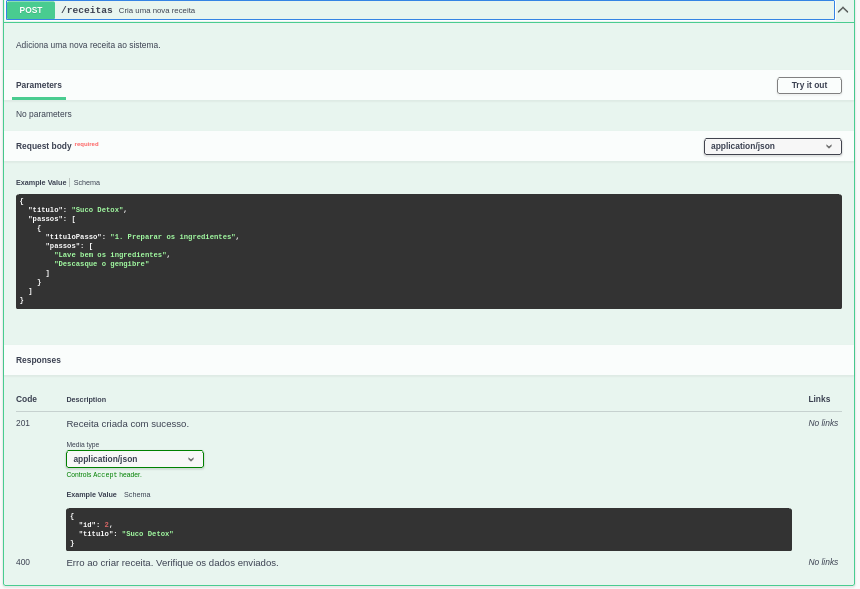 POST /receitas Cria uma nova receita
Adiciona uma nova receita ao sistema.
Parameters
Try it out
No parameters
Request body required
application/json
Example Value | Schema
{
  "titulo": "Suco Detox",
  "passos": [
    {
      "tituloPasso": "1. Preparar os ingredientes",
      "passos": [
        "Lave bem os ingredientes",
        "Descasque o gengibre"
      ]
    }
  ]
}
Responses
Code Description Links
201 Receita criada com sucesso. No links
Media type
application/json
Controls Accept header.
Example Value Schema
{
  "id": 2,
  "titulo": "Suco Detox"
}
400 Erro ao criar receita. Verifique os dados enviados. No links